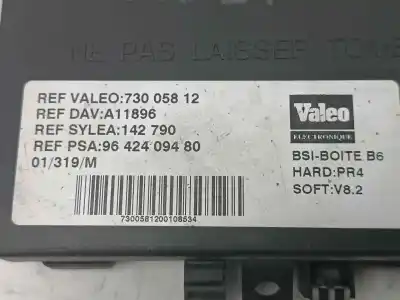 NE PAS LAISSER TOMB
REF VALEO:730 058 12
REF DAV:A11896
REF SYLEA:142 790
REF PSA:96 424 094 80
01/319/M
7300581200108534
Valeo
ELECTRONIQUE
BSI-BOITE B6
HARD:PR4
SOFT:V8.2